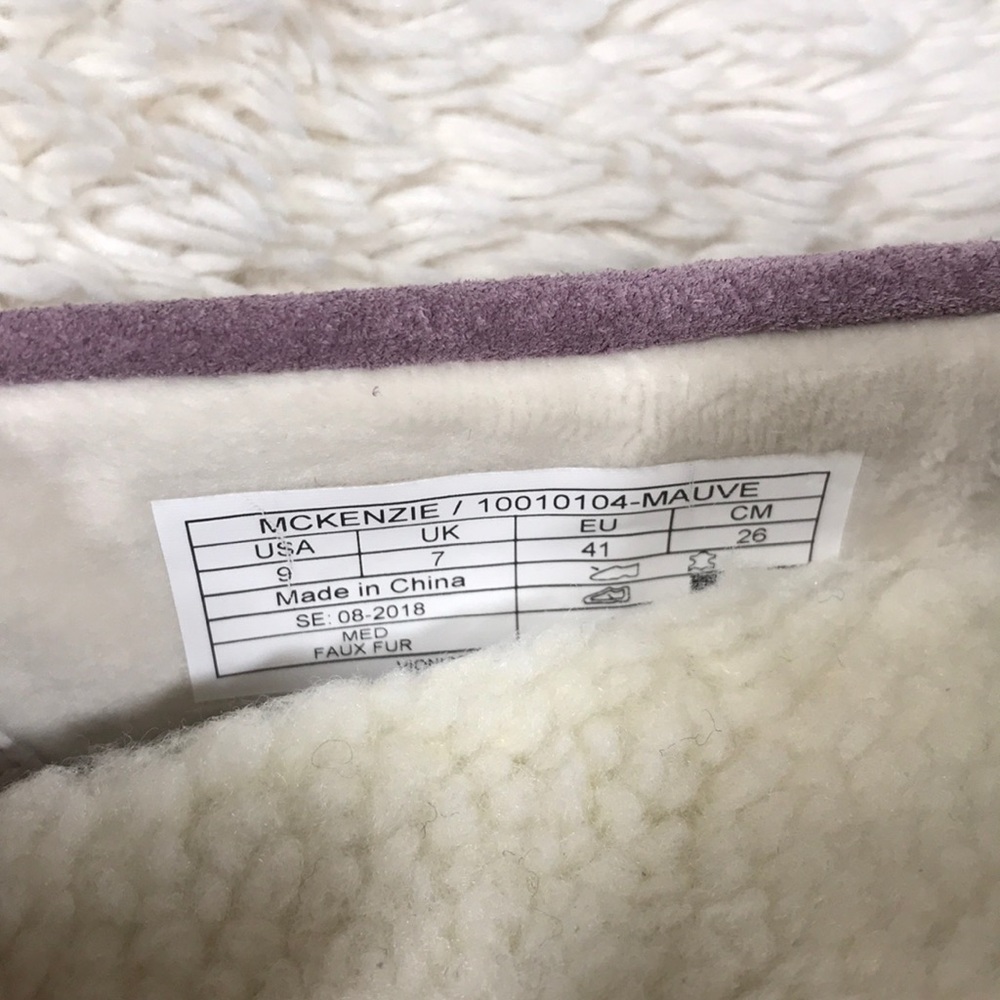 MCKENZIE / 10010104-MAUVE
USA UK EU CM
9 7 41 26
Made in China
SE: 08-2018
MED
FAUX FUR